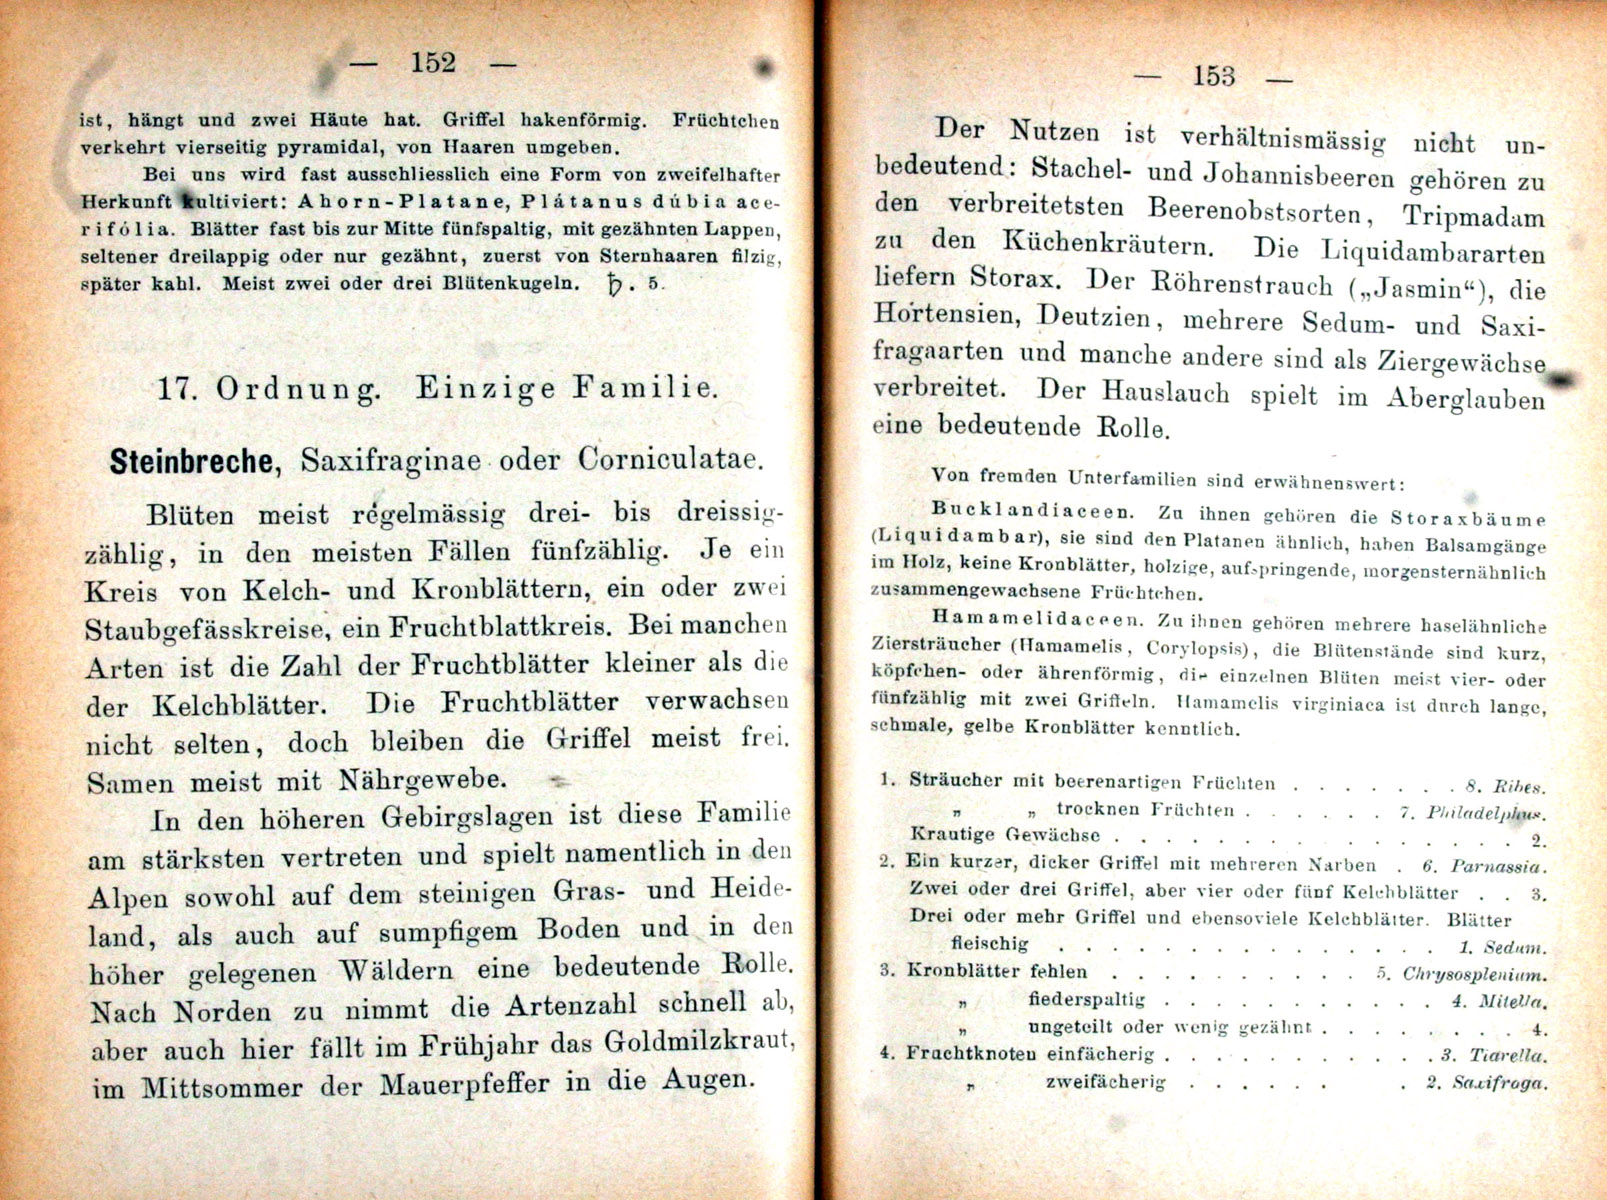 — 152 —
ist, hängt und zwei Häute hat. Griffel hakenförmig. Früchtchen
verkehrt vierseitig pyramidal, von Haaren umgeben.
Bei uns wird fast ausschliesslich eine Form von zweifelhafter
Herkunft kultiviert: Ahorn-Platane, Plátanus dúbia ace-
rifólia. Blätter fast bis zur Mitte fünfspaltig, mit gezähnten Lappen,
seltener dreilappig oder nur gezähnt, zuerst von Sternhaaren filzig,
später kahl. Meist zwei oder drei Blütenkugeln. ♄. 5.
17. Ordnung. Einzige Familie.
Steinbreche, Saxifraginae oder Corniculatae.
Blüten meist regelmässig drei- bis dreissig-
zählig, in den meisten Fällen fünfzählig. Je ein
Kreis von Kelch- und Kronblättern, ein oder zwei
Staubgefässkreise, ein Fruchtblattkreis. Bei manchen
Arten ist die Zahl der Fruchtblätter kleiner als die
der Kelchblätter. Die Fruchtblätter verwachsen
nicht selten, doch bleiben die Griffel meist frei.
Samen meist mit Nährgewebe.
In den höheren Gebirgslagen ist diese Familie
am stärksten vertreten und spielt namentlich in den
Alpen sowohl auf dem steinigen Gras- und Heide-
land, als auch auf sumpfigem Boden und in den
höher gelegenen Wäldern eine bedeutende Rolle.
Nach Norden zu nimmt die Artenzahl schnell ab,
aber auch hier fällt im Frühjahr das Goldmilzkraut,
im Mittsommer der Mauerpfeffer in die Augen.
— 153 —
Der Nutzen ist verhältnismässig nicht un-
bedeutend: Stachel- und Johannisbeeren gehören zu
den verbreitetsten Beerenobstsorten, Tripmadam
zu den Küchenkräutern. Die Liquidambararten
liefern Storax. Der Röhrenstrauch („Jasmin“), die
Hortensien, Deutzien, mehrere Sedum- und Saxi-
fragaarten und manche andere sind als Ziergewächse
verbreitet. Der Hauslauch spielt im Aberglauben
eine bedeutende Rolle.
Von fremden Unterfamilien sind erwähnenswert:
Bucklandiaceen. Zu ihnen gehören die Storaxbäume
(Liquidambar), sie sind den Platanen ähnlich, haben Balsamgänge
im Holz, keine Kronblätter, holzige, aufspringende, morgensternähnlich
zusammengewachsene Früchtchen.
Hamamelidaceen. Zu ihnen gehören mehrere haselähnliche
Ziersträucher (Hamamelis, Corylopsis), die Blütenstände sind kurz,
köpfchen- oder ährenförmig, die einzelnen Blüten meist vier- oder
fünfzählig mit zwei Griffeln. Hamamelis virginiaca ist durch lange,
schmale, gelbe Kronblätter kenntlich.
1. Sträucher mit beerenartigen Früchten . . . . . . . 8. Ribes.
„ „ trocknen Früchten . . . . . . 7. Philadelphus.
Krautige Gewächse . . . . . . . . . . . . . . . . 2.
2. Ein kurzer, dicker Griffel mit mehreren Narben . 6. Parnassia.
Zwei oder drei Griffel, aber vier oder fünf Kelchblätter . . 3.
Drei oder mehr Griffel und ebensoviele Kelchblätter. Blätter
fleischig . . . . . . . . . . . . . . . . 1. Sedum.
3. Kronblätter fehlen . . . . . . . . . . 5. Chrysosplenium.
„ fiederspaltig . . . . . . . . . . . 4. Mitella.
„ ungeteilt oder wenig gezähnt . . . . . . . . . 4.
4. Fruchtknoten einfächerig . . . . . . . . . . . 3. Tiarella.
„ zweifächerig . . . . . . . 2. Saxifroga.